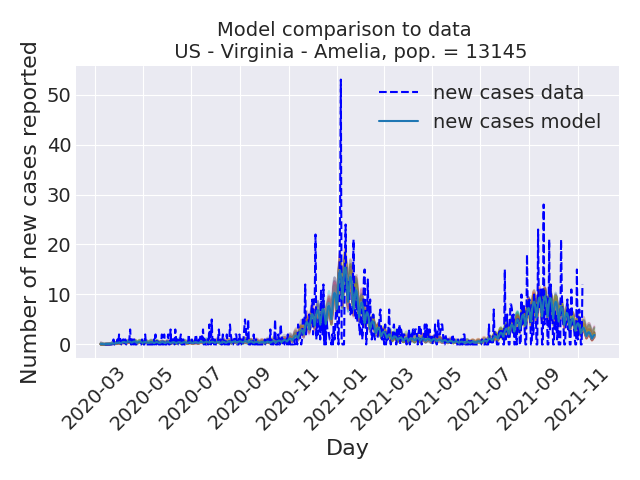 Model comparison to data
US - Virginia - Amelia, pop. = 13145
Number of new cases reported
50
40
30
20
10
0
new cases data
new cases model
2020-03
2020-05
2020-07
2020-09
2020-11
2021-01
2021-03
2021-05
2021-07
2021-09
2021-11
Day